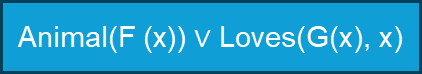 Animal(F (x)) ∨ Loves(G(x), x)